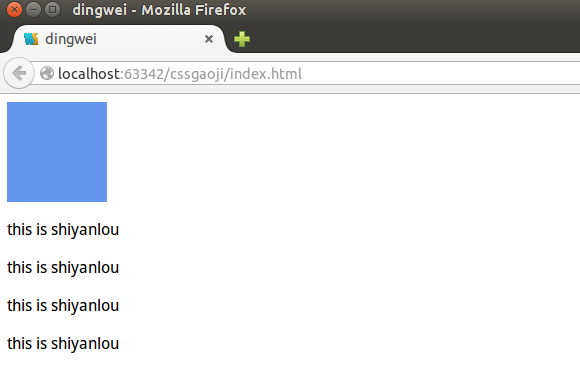 dingwei - Mozilla Firefox
dingwei
localhost:63342/cssgaoji/index.html
this is shiyanlou
this is shiyanlou
this is shiyanlou
this is shiyanlou